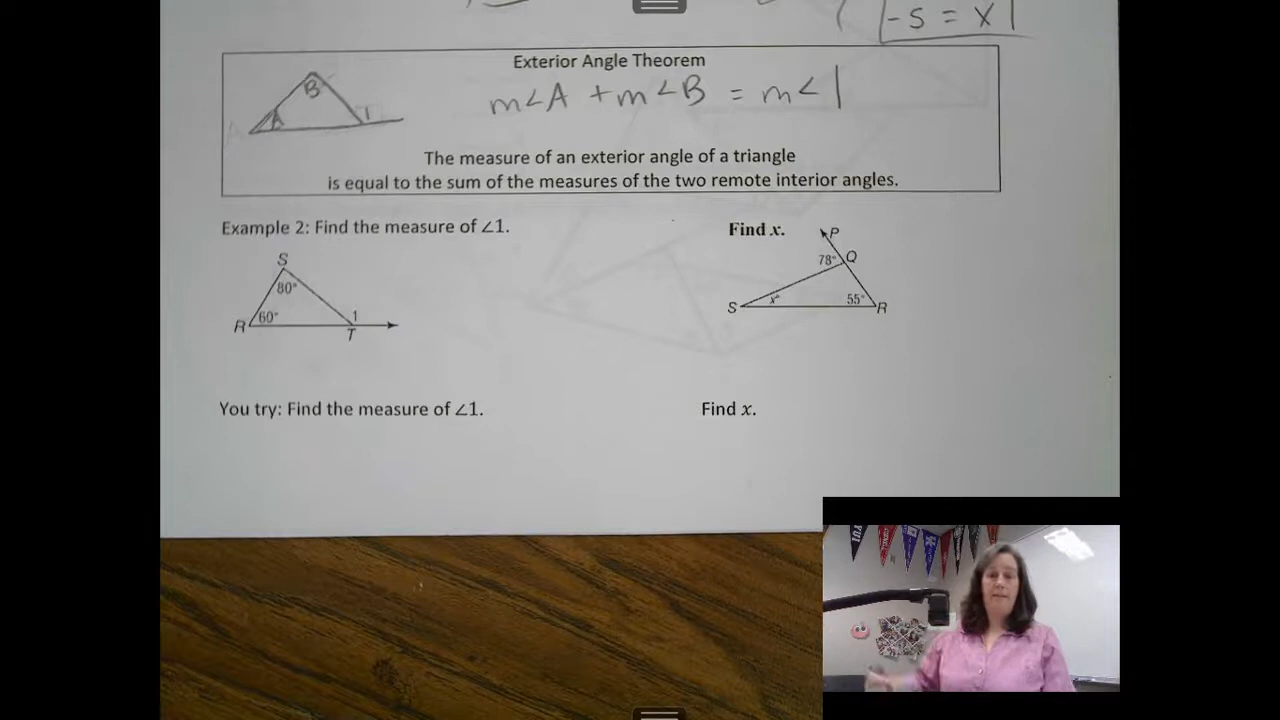 -5 = x
Exterior Angle Theorem
B
A
1
m∠A + m∠B = m∠1
The measure of an exterior angle of a triangle
is equal to the sum of the measures of the two remote interior angles.
Example 2: Find the measure of ∠1.
S
80°
R
60°
1
T
Find x.
P
78°
Q
S
x°
55°
R
You try: Find the measure of ∠1.
Find x.